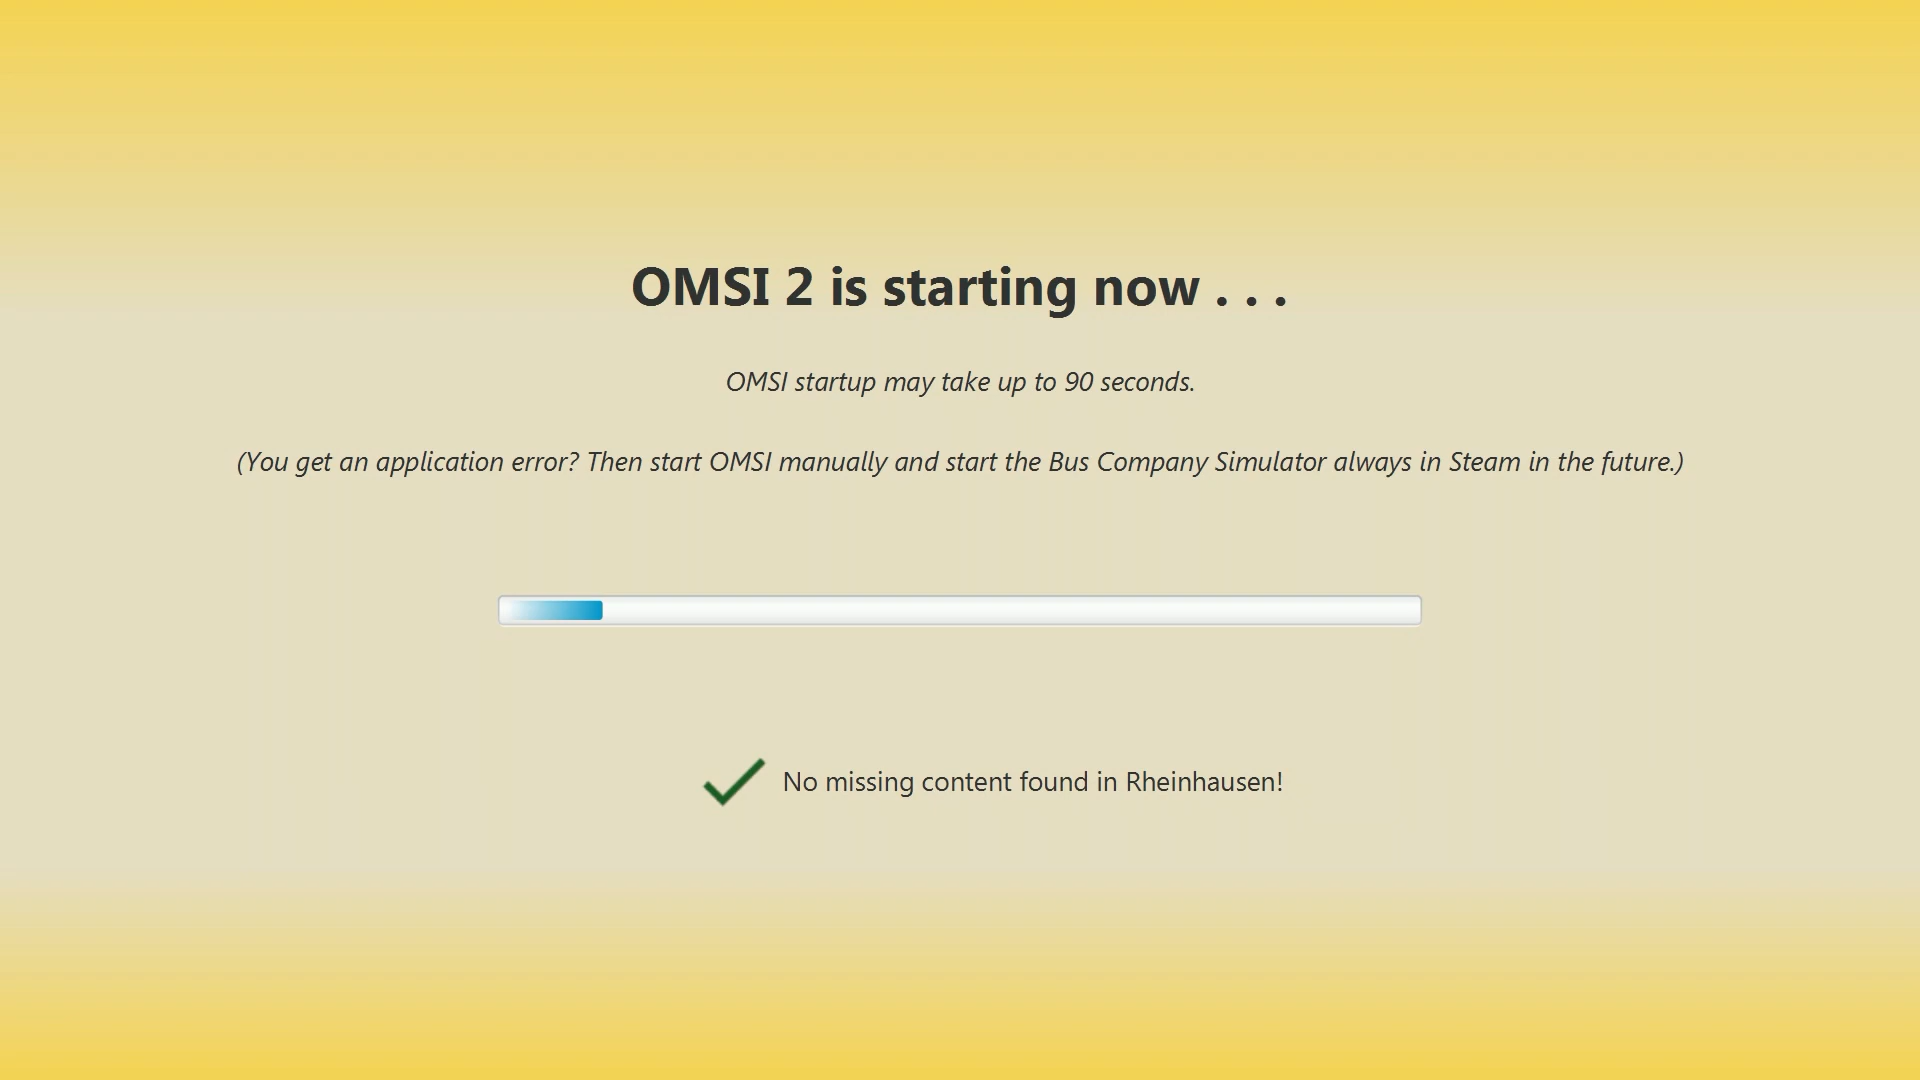 OMSI 2 is starting now . . .
OMSI startup may take up to 90 seconds.
(You get an application error? Then start OMSI manually and start the Bus Company Simulator always in Steam in the future.)
No missing content found in Rheinhausen!